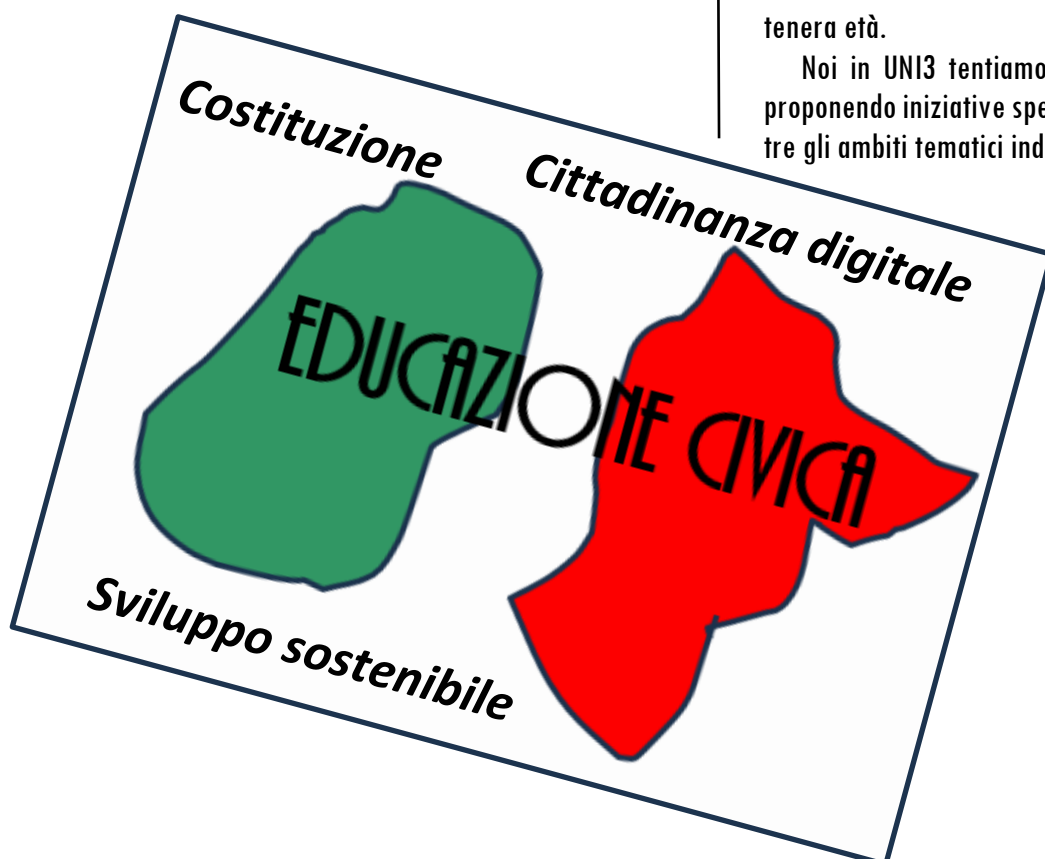 tenera età.
Noi in UNI3 tentiamo
proponendo iniziative spe
tre gli ambiti tematici ind
Costituzione
Cittadinanza digitale
EDUCAZIONE CIVICA
Sviluppo sostenibile